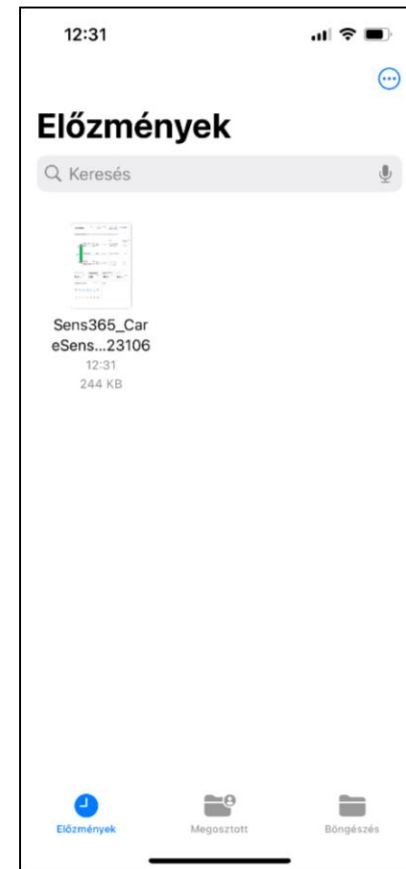 12:31
Előzmények
Keresés
Sens365_Car
eSens...23106
12:31
244 KB
Előzmények
Megosztott
Böngészés